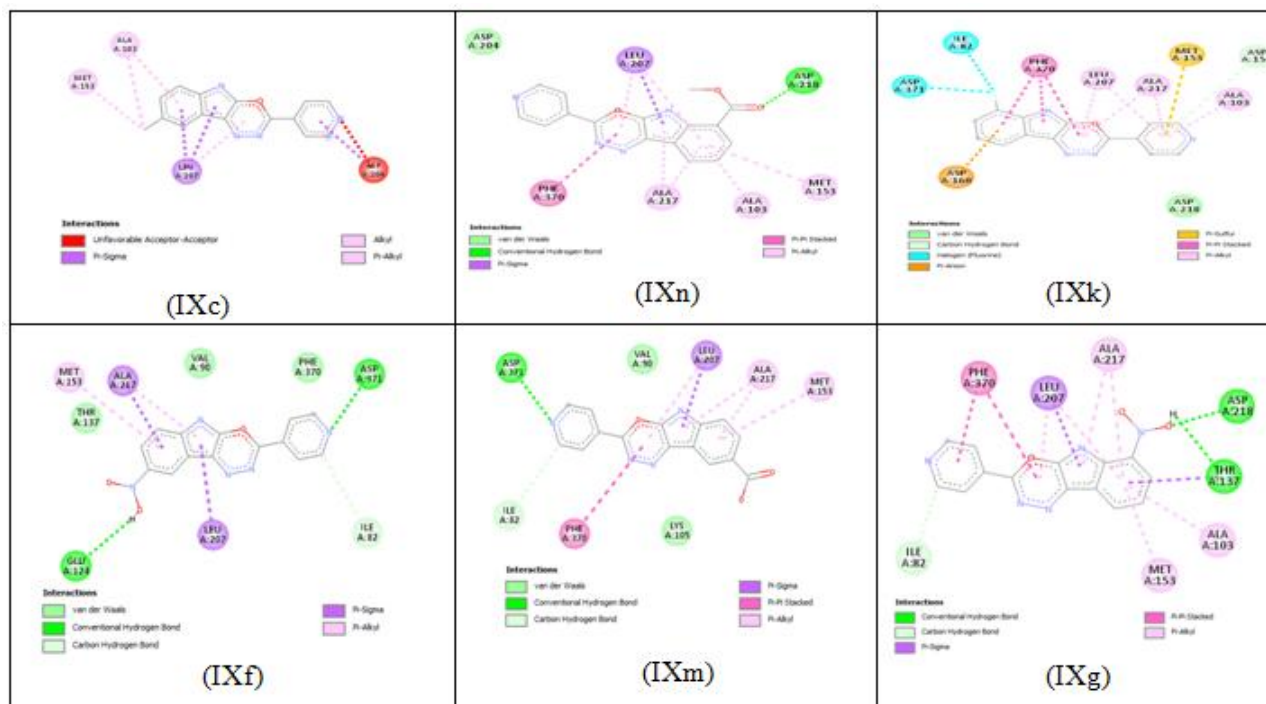 ALA
A:103
MET
A:153
LEU
A:207
Interactions
Unfavorable Acceptor-Acceptor
Pi-Sigma
Alkyl
Pi-Alkyl
(IXc)
ASP
A:204
LEU
A:207
ASP
A:218
PHE
A:370
ALA
A:217
ALA
A:103
MET
A:153
Interactions
van der Waals
Conventional Hydrogen Bond
Pi-Sigma
Pi-Pi Stacked
Pi-Alkyl
(IXn)
ILE
A:82
PHE
A:370
MET
A:153
ASP
ASP
A:371
LEU
A:207
ALA
A:217
ALA
A:103
ASP
ASP
A:218
Interactions
van der Waals
Carbon Hydrogen Bond
Halogen (Fluorine)
Pi-Anion
Pi-Sulfur
Pi-Pi Stacked
Pi-Alkyl
(IXk)
MET
A:153
ALA
A:217
VAL
A:90
PHE
A:370
ASP
A:371
THR
A:137
GLU
A:124
LEU
A:207
ILE
A:82
Interactions
van der Waals
Conventional Hydrogen Bond
Carbon Hydrogen Bond
Pi-Sigma
Pi-Alkyl
(IXf)
ASP
A:371
VAL
A:90
LEU
A:207
ALA
A:217
MET
A:153
ILE
A:82
PHE
A:370
LYS
A:105
Interactions
van der Waals
Conventional Hydrogen Bond
Carbon Hydrogen Bond
Pi-Sigma
Pi-Pi Stacked
Pi-Alkyl
(IXm)
PHE
A:370
LEU
A:207
ALA
A:217
H
ASP
A:218
THR
A:137
ILE
A:82
ALA
A:103
MET
A:153
Interactions
Conventional Hydrogen Bond
Carbon Hydrogen Bond
Pi-Sigma
Pi-Pi Stacked
Pi-Alkyl
(IXg)